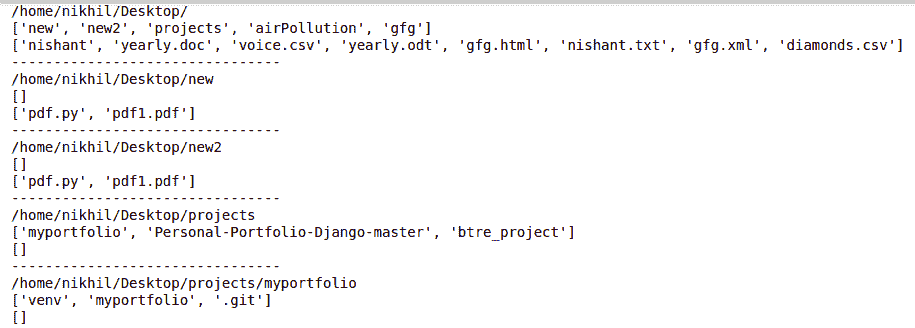 /home/nikhil/Desktop/
['new', 'new2', 'projects', 'airPollution', 'gfg']
['nishant', 'yearly.doc', 'voice.csv', 'yearly.odt', 'gfg.html', 'nishant.txt', 'gfg.xml', 'diamonds.csv']
--------------------------------
/home/nikhil/Desktop/new
[]
['pdf.py', 'pdf1.pdf']
--------------------------------
/home/nikhil/Desktop/new2
[]
['pdf.py', 'pdf1.pdf']
--------------------------------
/home/nikhil/Desktop/projects
['myportfolio', 'Personal-Portfolio-Django-master', 'btre_project']
[]
--------------------------------
/home/nikhil/Desktop/projects/myportfolio
['venv', 'myportfolio', '.git']
[]